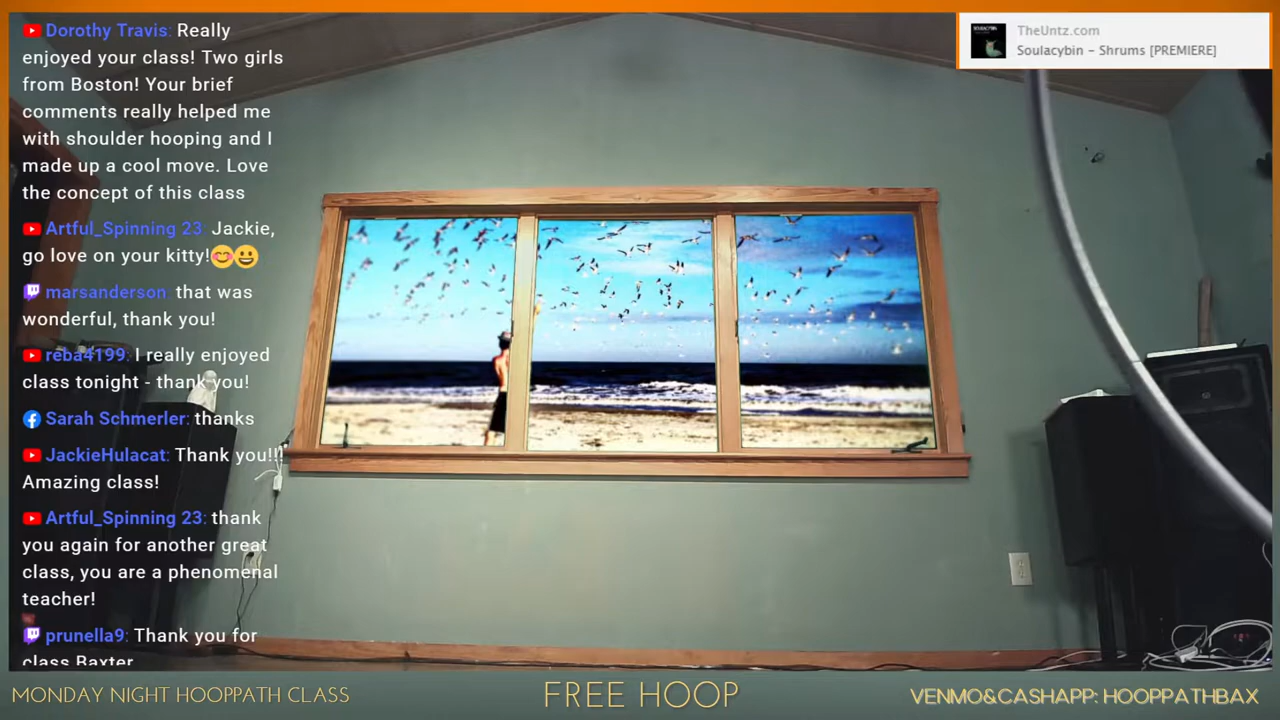 Dorothy Travis: Really
enjoyed your class! Two girls
from Boston! Your brief
comments really helped me
with shoulder hooping and I
made up a cool move. Love
the concept of this class
Artful_Spinning 23: Jackie,
go love on your kitty!😊😀
marsanderson: that was
wonderful, thank you!
reba4199: I really enjoyed
class tonight - thank you!
Sarah Schmerler: thanks
JackieHulacat: Thank you!!!
Amazing class!
Artful_Spinning 23: thank
you again for another great
class, you are a phenomenal
teacher!
prunella9: Thank you for
class Baxter
TheUntz.com
Soulacybin - Shrums [PREMIERE]
MONDAY NIGHT HOOPPATH CLASS
FREE HOOP
VENMO&CASHAPP: HOOPPATHBAX